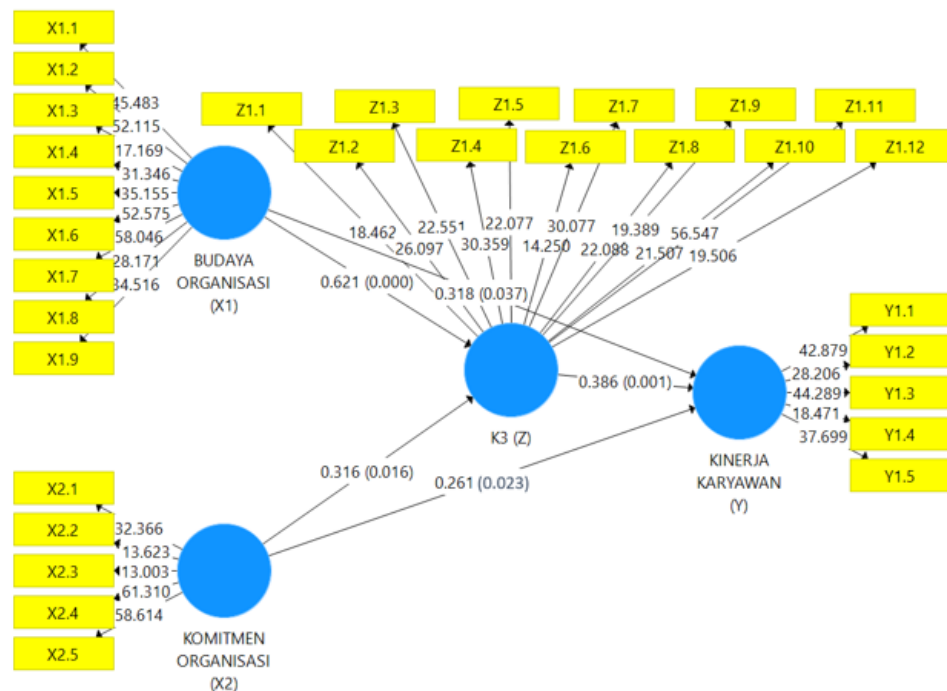 X1.1
X1.2
X1.3
X1.4
X1.5
X1.6
X1.7
X1.8
X1.9
45.483
52.115
17.169
31.346
35.155
52.575
58.046
28.171
34.516
BUDAYA
ORGANISASI
(X1)
Z1.1
Z1.3
Z1.5
Z1.7
Z1.9
Z1.11
Z1.2
Z1.4
Z1.6
Z1.8
Z1.10
Z1.12
18.462
26.097
22.551
30.359
22.077
14.250
30.077
22.088
19.389
21.507
56.547
19.506
0.621 (0.000)
0.318 (0.037)
K3 (Z)
0.386 (0.001)
0.316 (0.016)
0.261 (0.023)
KINERJA
KARYAWAN
(Y)
42.879
28.206
44.289
18.471
37.699
Y1.1
Y1.2
Y1.3
Y1.4
Y1.5
X2.1
X2.2
X2.3
X2.4
X2.5
32.366
13.623
13.003
61.310
58.614
KOMITMEN
ORGANISASI
(X2)